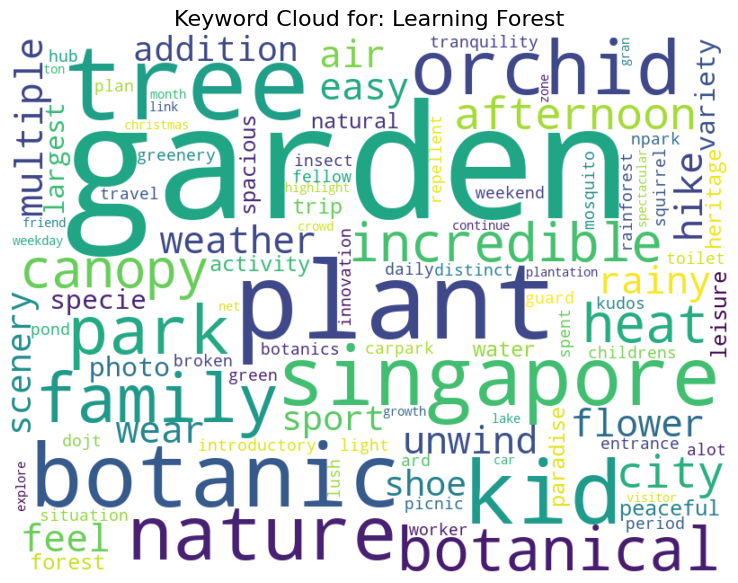 Keyword Cloud for: Learning Forest
multiple
hub
ton
plan
month
link
christmas
greenery
travel
friend
weekday
largest
tree
addition
air
easy
natural
tranquility
orchid
gran
zone
afternoon
variety
garden
spacious
insect
fellow
highlight
trip
crowd
repellent
weekend
continue
mosquito
rainforest
spectacular
squirrel
npark
hike
heritage
toilet
weather
incredible
canopy
activity
innovation
daily
distinct
plantation
rainy
specie
plant
net
guard
kudos
leisure
pond
park
heat
scenery
photo
broken
botanics
carpark
water
spent
childrens
green
singapore
family
sport
growth
lake
paradise
flower
wear
dojt
introductory
light
unwind
car
entrance
alot
botanic
lush
ard
shoe
picnic
kid
city
visitor
peaceful
explore
situation
feel
forest
nature
worker
botanical
period